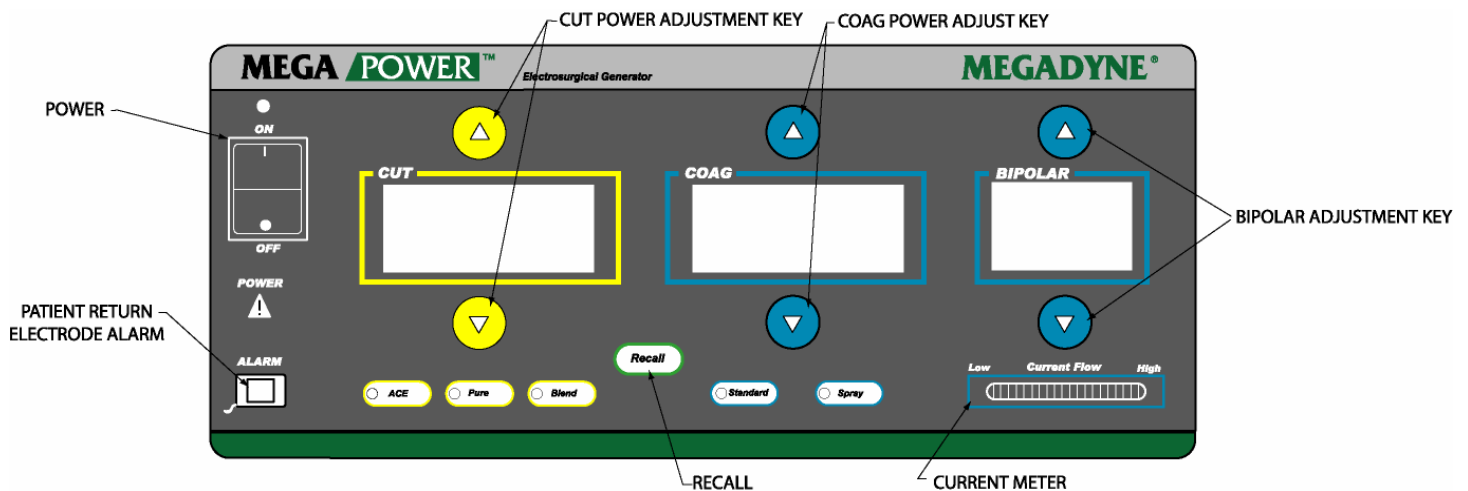 CUT POWER ADJUSTMENT KEY
COAG POWER ADJUST KEY
MEGA POWER™
Electrosurgical Generator
MEGADYNE®
POWER
ON
OFF
CUT
COAG
BIPOLAR
BIPOLAR ADJUSTMENT KEY
POWER
PATIENT RETURN
ELECTRODE ALARM
ALARM
Recall
ACE
Pure
Blend
Standard
Spray
Low Current Flow High
RECALL
CURRENT METER